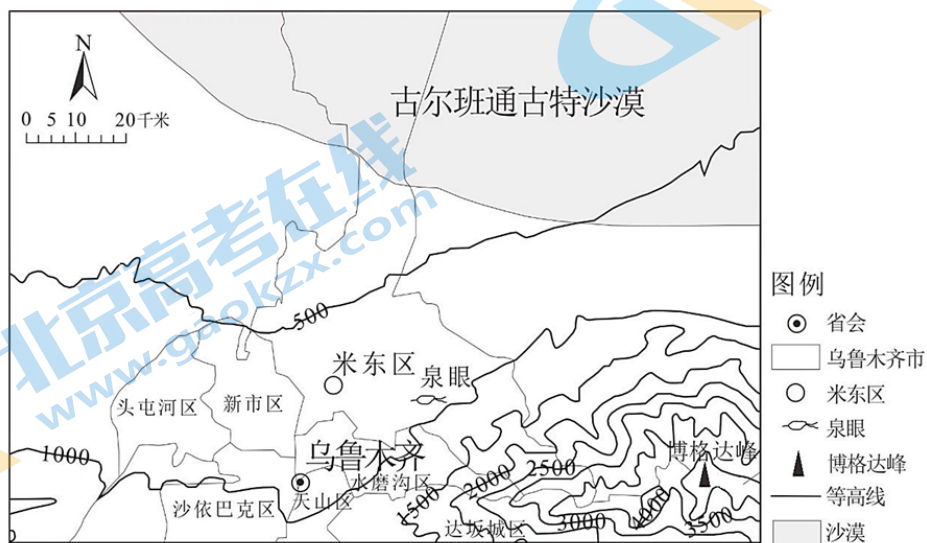 N
0 5 10 20千米
古尔班通古特沙漠
北京高考在线
www.gaokzx.com
500
米东区
泉眼
头屯河区
新市区
1000
乌鲁木齐
水磨沟区
天山区
沙依巴克区
1500
2000
2500
博格达峰
达坂城区
3000
4000
3500
图例
省会
乌鲁木齐市
米东区
泉眼
博格达峰
等高线
沙漠